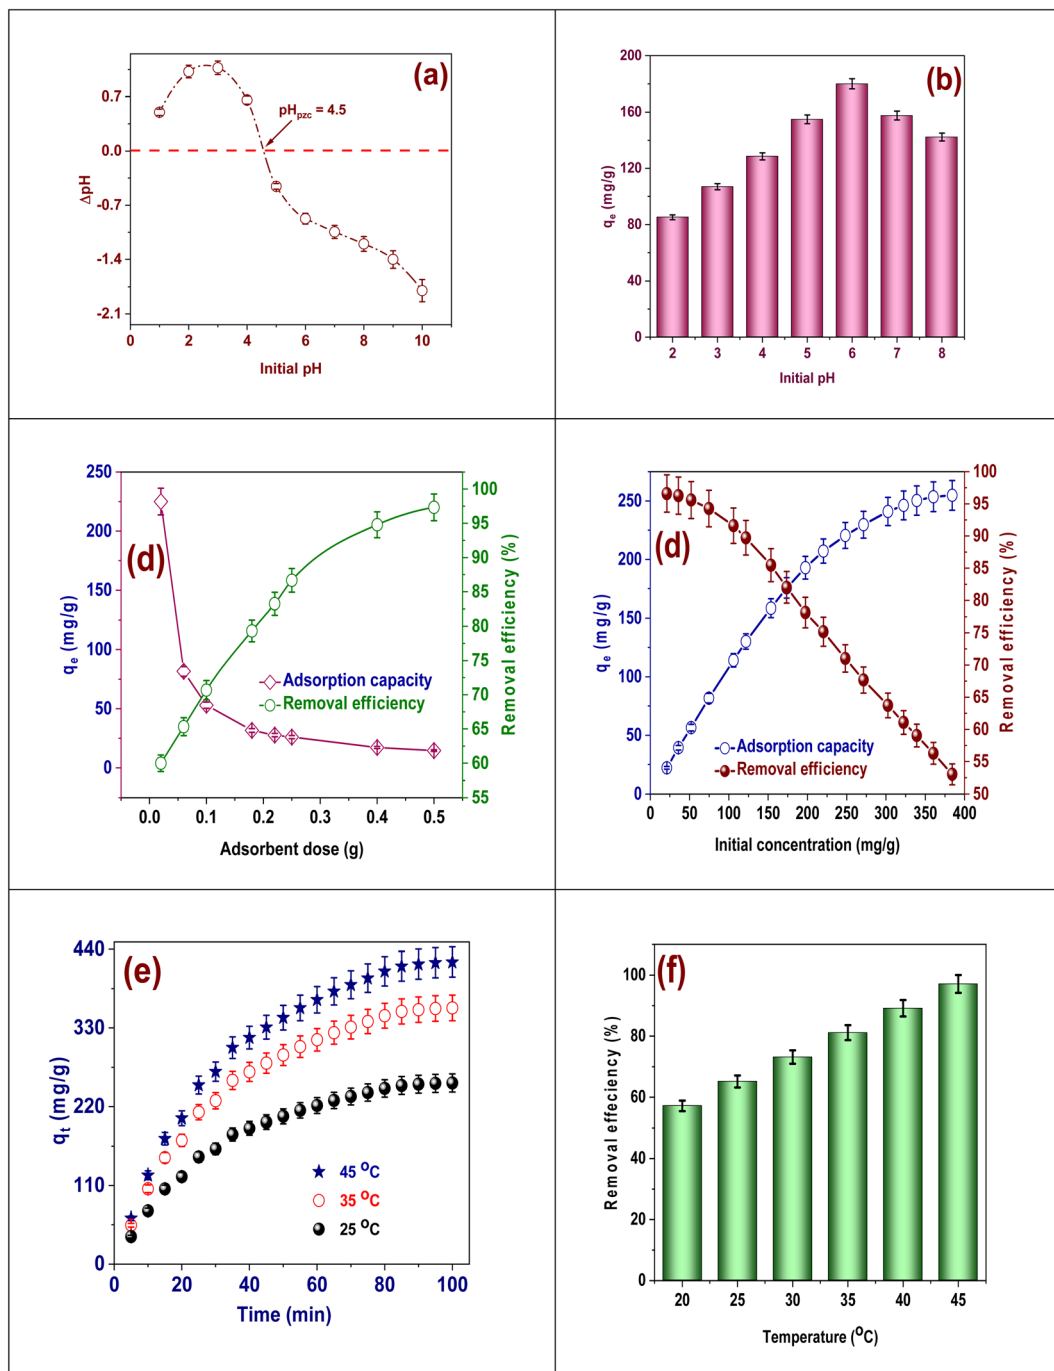 (a)
pHpzc = 4.5
0.7
0.0
-0.7
-1.4
-2.1
ΔpH
0 2 4 6 8 10
Initial pH
(b)
200
160
120
80
40
0
qe (mg/g)
2 3 4 5 6 7 8
Initial pH
(d)
250
200
150
100
50
0
qe (mg/g)
100
95
90
85
80
75
70
65
60
55
Removal efficiency (%)
Adsorption capacity
Removal efficiency
0.0 0.1 0.2 0.3 0.4 0.5
Adsorbent dose (g)
(d)
250
200
150
100
50
0
qe (mg/g)
100
95
90
85
80
75
70
65
60
55
50
Removal efficiency (%)
Adsorption capacity
Removal efficiency
0 50 100 150 200 250 300 350 400
Initial concentration (mg/g)
(e)
440
330
220
110
0
qt (mg/g)
45 OC
35 OC
25 OC
0 20 40 60 80 100
Time (min)
(f)
100
80
60
40
20
0
Removal effeciency (%)
20 25 30 35 40 45
Temperature (OC)